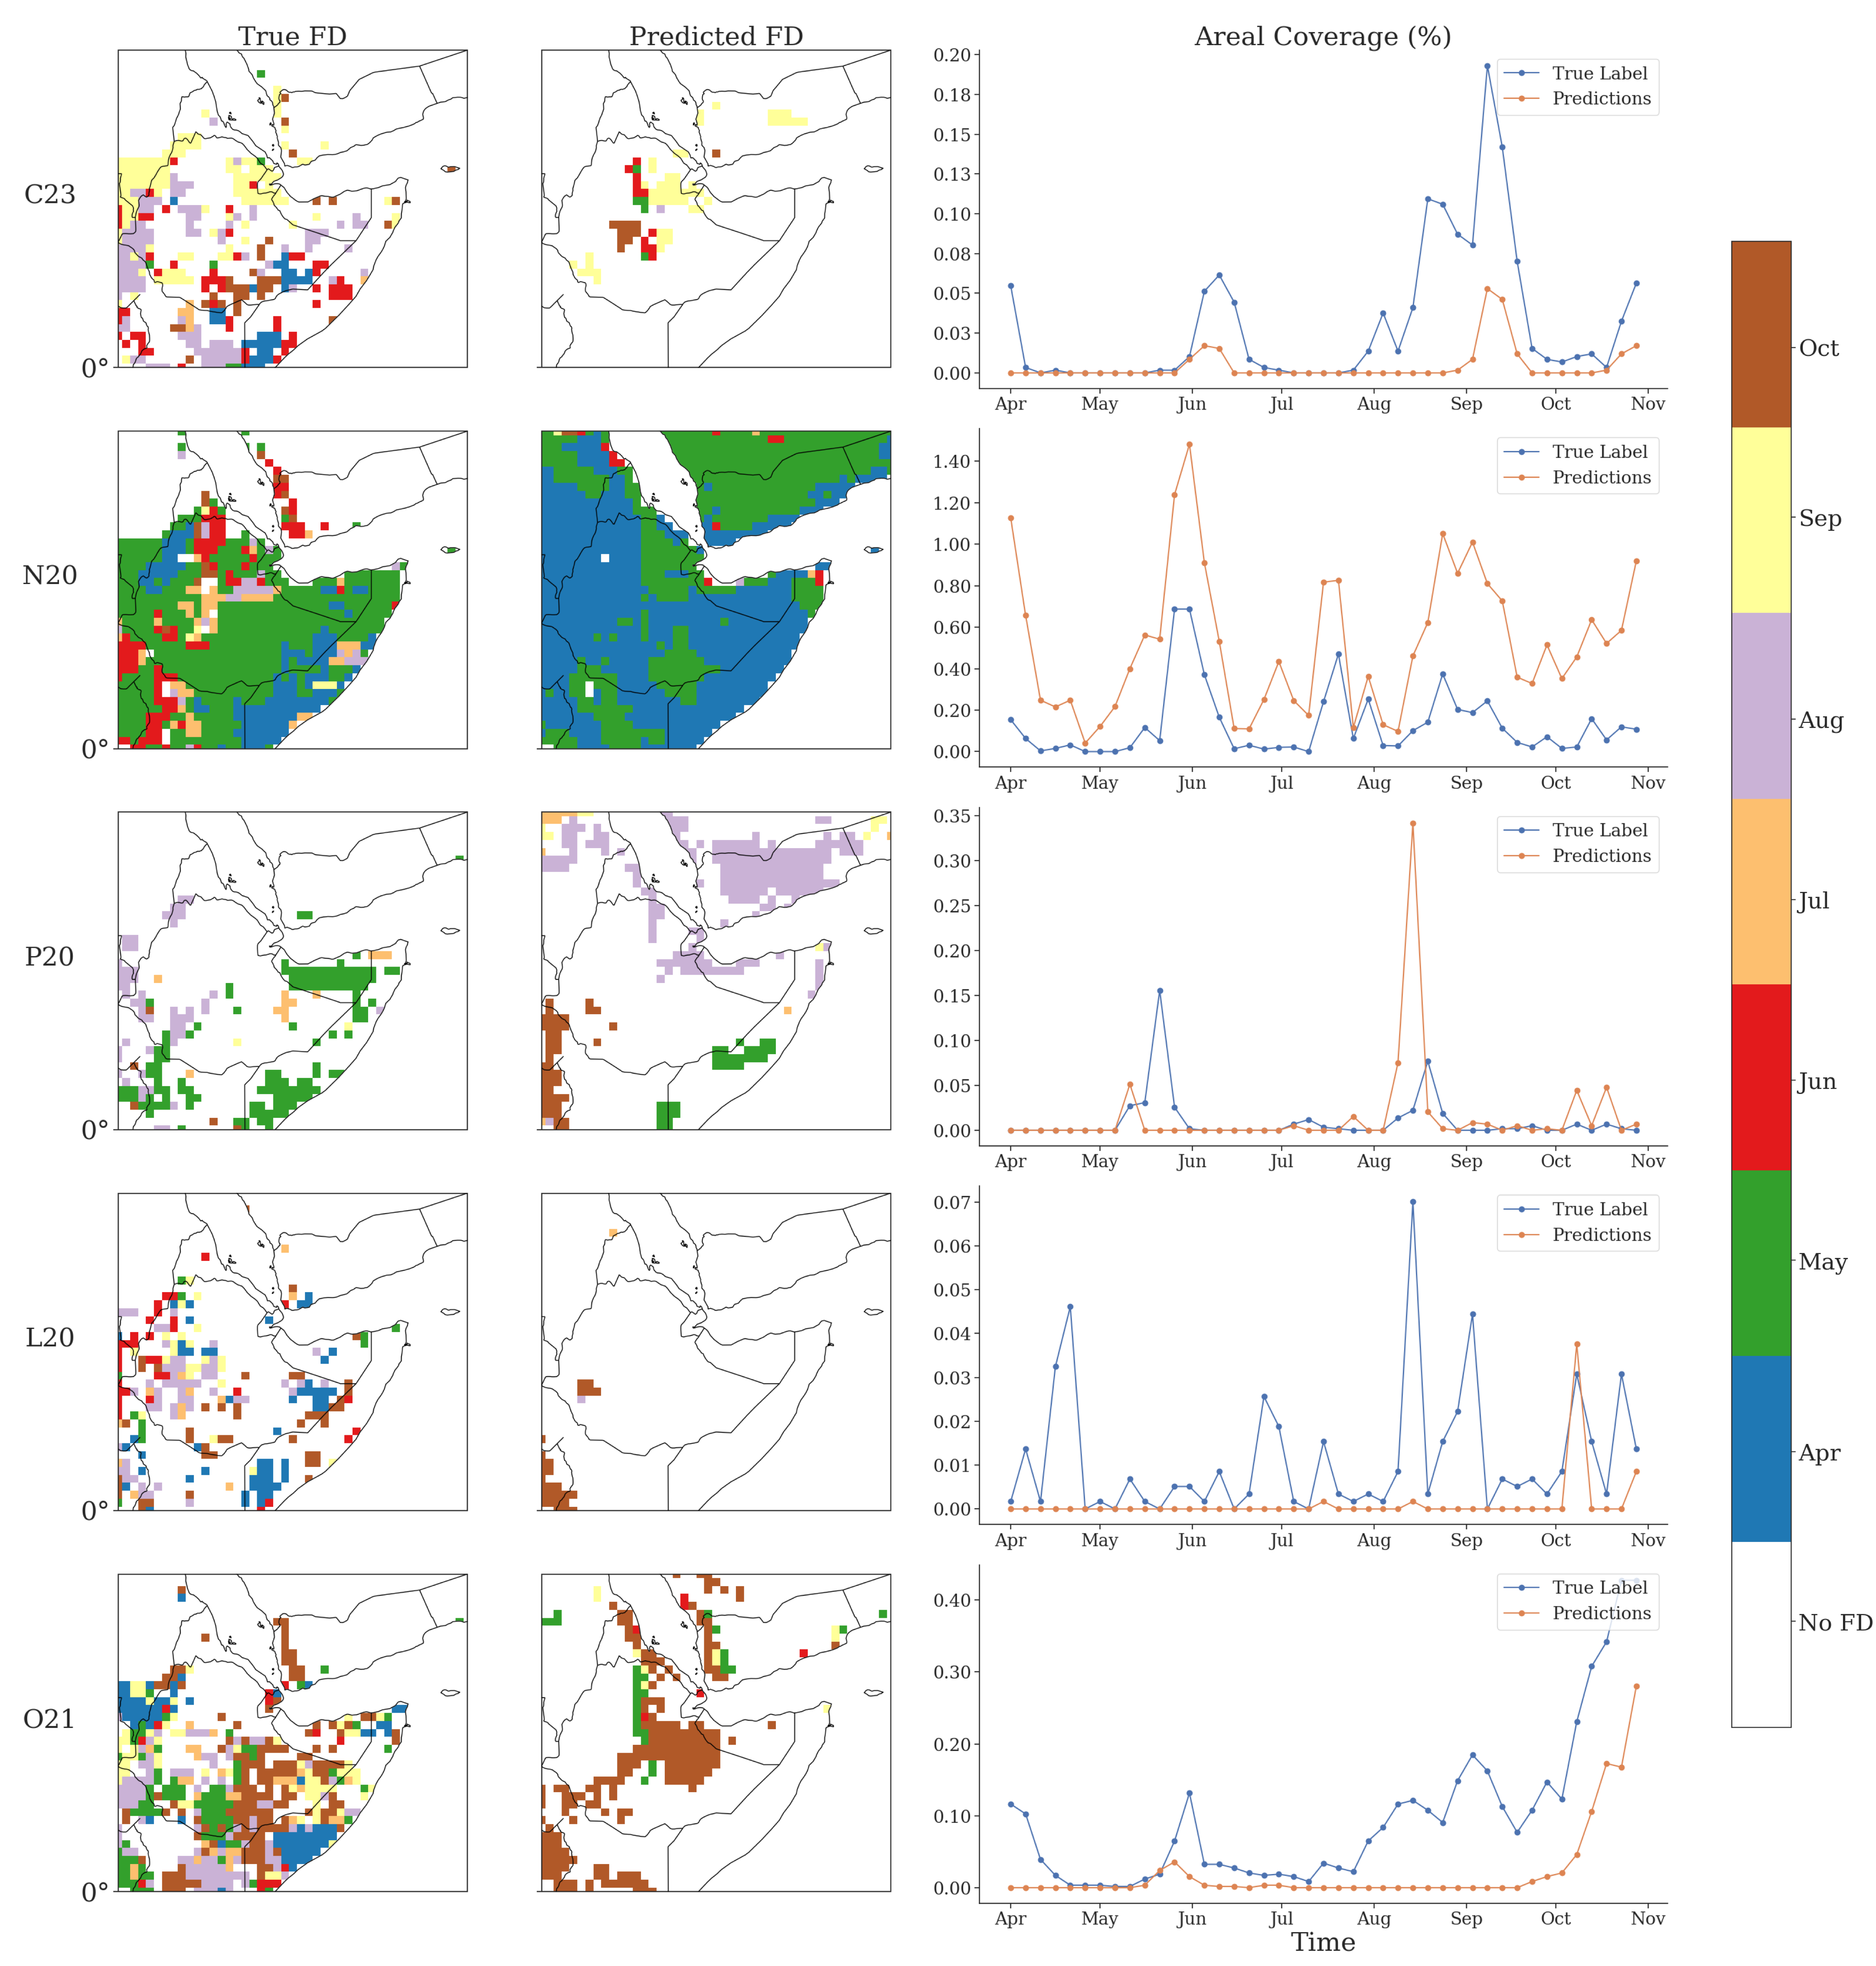 True FD
Predicted FD
Areal Coverage (%)
C23
0°
0.20
0.18
0.15
0.13
0.10
0.08
0.05
0.03
0.00
True Label
Predictions
Apr May Jun Jul Aug Sep Oct Nov
N20
0°
1.40
1.20
1.00
0.80
0.60
0.40
0.20
0.00
True Label
Predictions
Apr May Jun Jul Aug Sep Oct Nov
P20
0°
0.35
0.30
0.25
0.20
0.15
0.10
0.05
0.00
True Label
Predictions
Apr May Jun Jul Aug Sep Oct Nov
L20
0°
0.07
0.06
0.05
0.04
0.04
0.03
0.02
0.01
0.00
True Label
Predictions
Apr May Jun Jul Aug Sep Oct Nov
O21
0°
0.40
0.30
0.20
0.10
0.00
True Label
Predictions
Apr May Jun Jul Aug Sep Oct Nov
Time
Oct
Sep
Aug
Jul
Jun
May
Apr
No FD